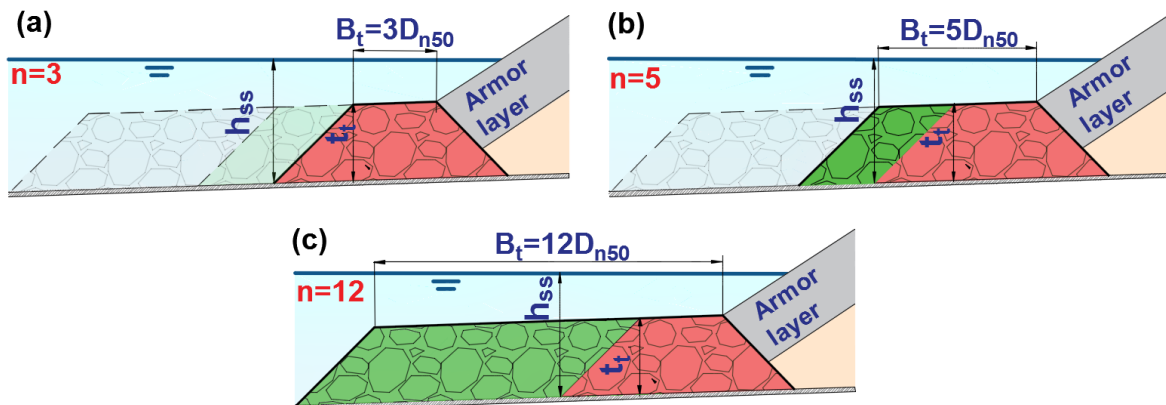 (a)
Bt=3Dn50
n=3
hss
tt
Armor
layer
(b)
Bt=5Dn50
n=5
hss
tt
Armor
layer
(c)
Bt=12Dn50
n=12
hss
tt
Armor
layer